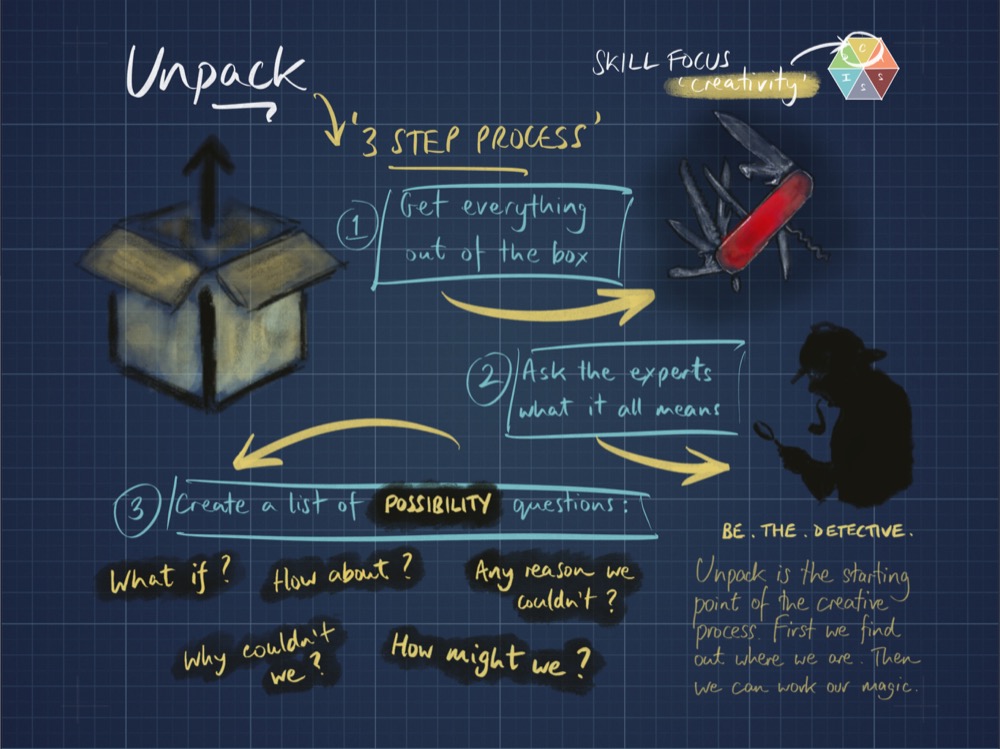 Unpack
SKILL FOCUS
'creativity'
C
I
S
S
'3 STEP PROCESS'
1
Get everything
out of the box
2
Ask the experts
what it all means
3
Create a list of POSSIBILITY questions:
What if?
How about?
Any reason we
couldn't?
Why couldn't
we?
How might we?
BE. THE. DETECTIVE.
Unpack is the starting
point of the creative
process. First we find
out where we are. Then
we can work our magic.